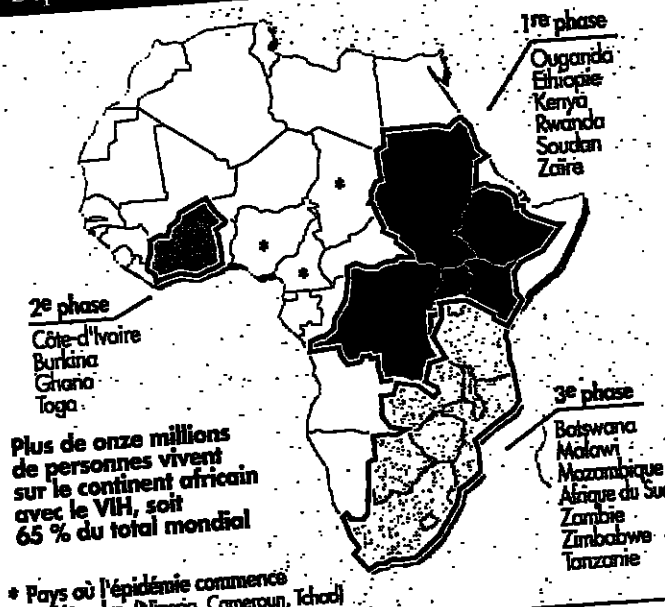 1re phase
Ouganda
Ethiopie
Kenya
Rwanda
Soudan
Zaïre
2e phase
Côte-d'Ivoire
Burkina
Ghana
Togo
3e phase
Botswana
Malawi
Mozambique
Afrique du Sud
Zambie
Zimbabwe
Tanzanie
Plus de onze millions
de personnes vivent
sur le continent africain
avec le VIH, soit
65 % du total mondial
* Pays où l'épidémie commence
(Nigeria, Cameroun, Tchad)